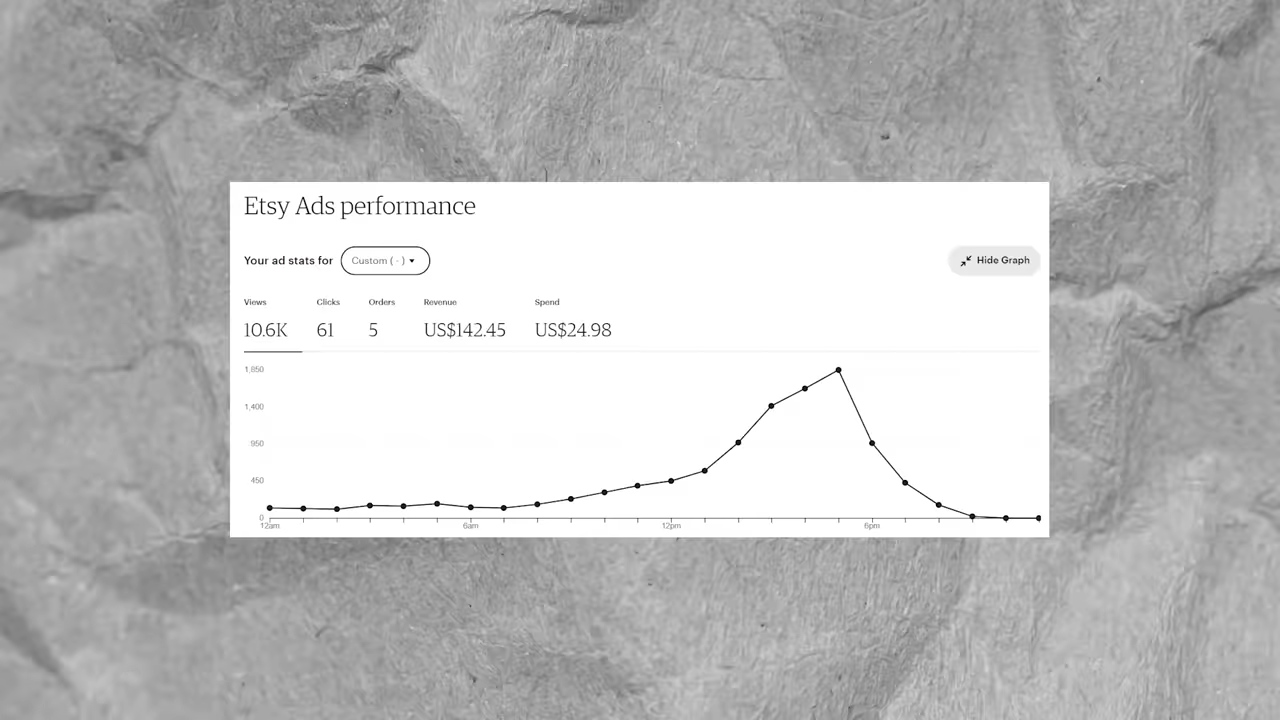 Etsy Ads performance
Your ad stats for Custom ( - ) Hide Graph
Views Clicks Orders Revenue Spend
10.6K 61 5 US$142.45 US$24.98
1,850
1,400
950
450
0
12am 6am 12pm 6pm